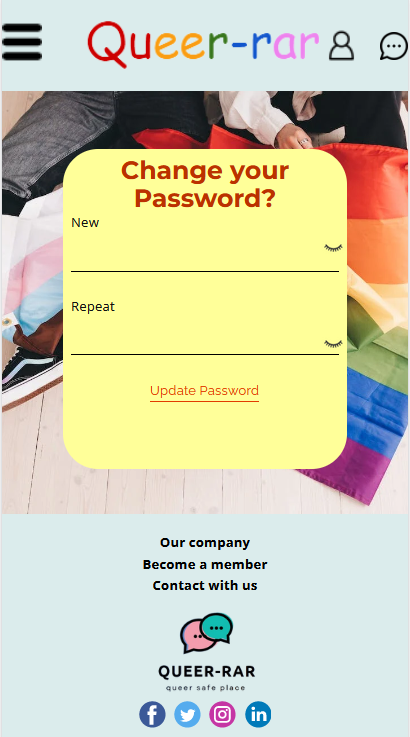 Queer-rar
Change your
Password?
New
Repeat
Update Password
Our company
Become a member
Contact with us
QUEER-RAR
queer safe place